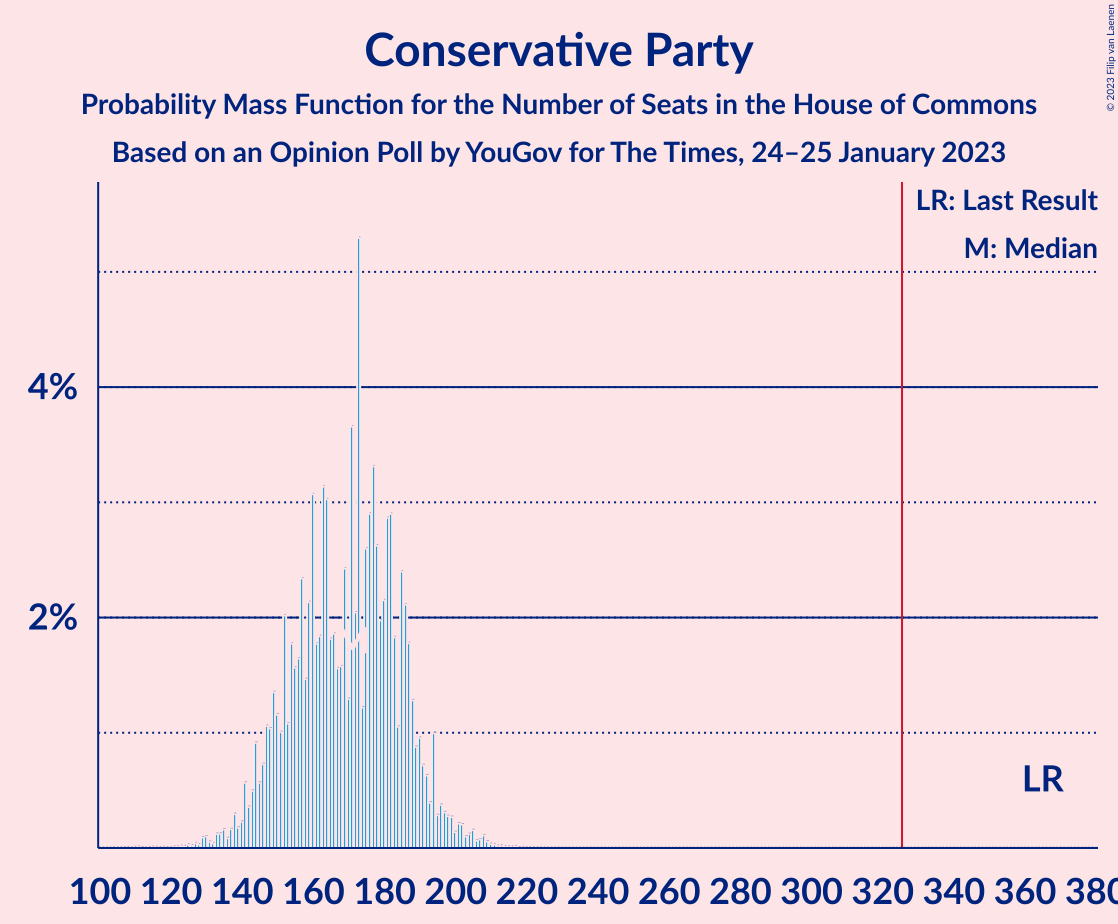 Conservative Party
Probability Mass Function for the Number of Seats in the House of Commons
Based on an Opinion Poll by YouGov for The Times, 24–25 January 2023
© 2023 Filip van Laenen
LR: Last Result
M: Median
4%
2%
LR
100 120 140 160 180 200 220 240 260 280 300 320 340 360 380